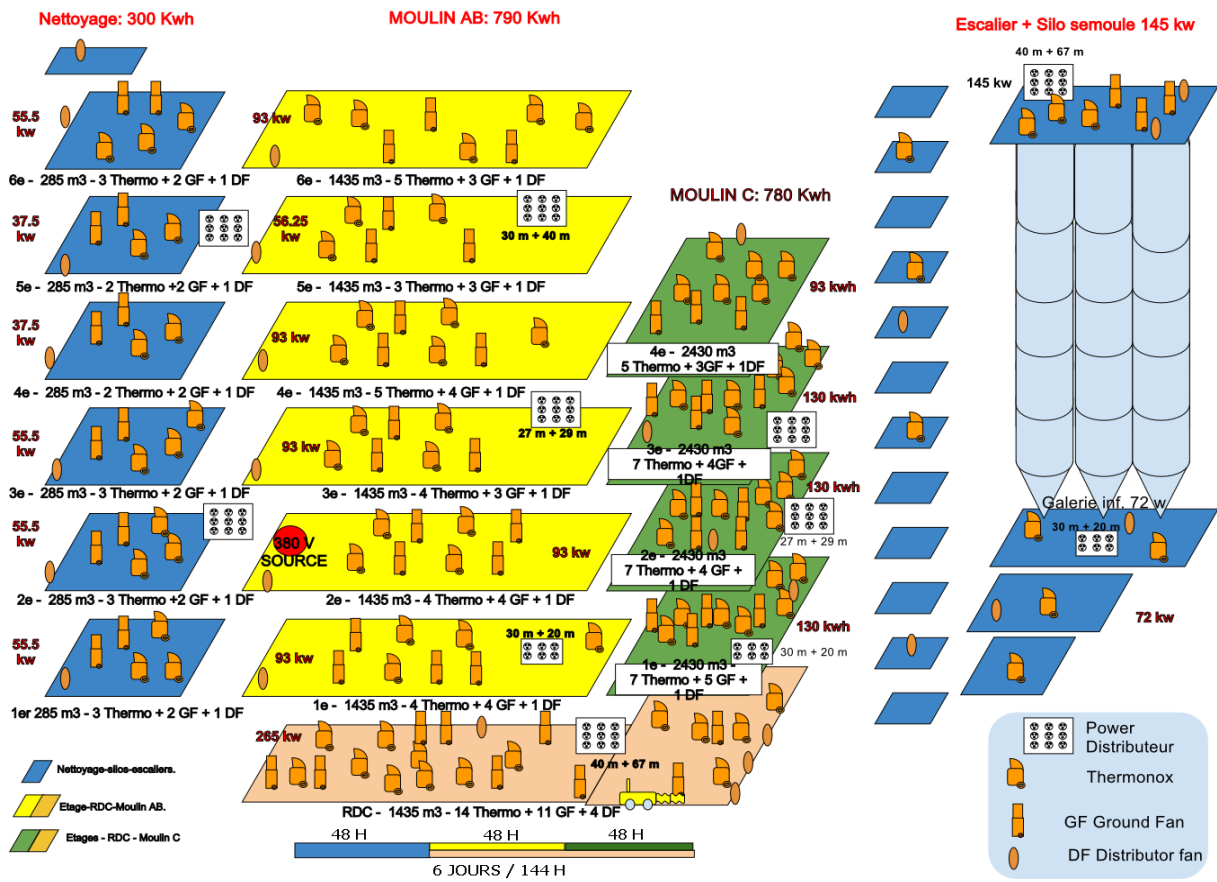 Nettoyage: 300 Kwh
MOULIN AB: 790 Kwh
Escalier + Silo semoule 145 kw
40 m + 67 m
145 kw
55.5
kw
93 kw
6e - 285 m3 - 3 Thermo + 2 GF + 1 DF
6e - 1435 m3 - 5 Thermo + 3 GF + 1 DF
MOULIN C: 780 Kwh
37.5
kw
56.25
kw
30 m + 40 m
5e - 285 m3 - 2 Thermo +2 GF + 1 DF
5e - 1435 m3 - 3 Thermo + 3 GF + 1 DF
93 kwh
37.5
kw
93 kw
4e - 2430 m3
5 Thermo + 3GF + 1DF
4e - 285 m3 - 2 Thermo + 2 GF + 1 DF
4e - 1435 m3 - 5 Thermo + 4 GF + 1 DF
130 kwh
55.5
kw
93 kw
27 m + 29 m
3e - 2430 m3
7 Thermo + 4GF +
1DF
3e - 285 m3 - 3 Thermo + 2 GF + 1 DF
3e - 1435 m3 - 4 Thermo + 3 GF + 1 DF
130 kwh
Galerie inf. 72 w
30 m + 20 m
55.5
kw
380 V
SOURCE
93 kw
27 m + 29 m
2e - 2430 m3
7 Thermo + 4 GF +
1 DF
2e - 285 m3 - 3 Thermo +2 GF + 1 DF
2e - 1435 m3 - 4 Thermo + 4 GF + 1 DF
72 kw
55.5
kw
93 kw
30 m + 20 m
130 kwh
30 m + 20 m
1e - 2430 m3 -
7 Thermo + 5 GF +
1 DF
1er 285 m3 - 3 Thermo + 2 GF + 1 DF
1e - 1435 m3 - 4 Thermo + 4 GF + 1 DF
265 kw
40 m + 67 m
RDC - 1435 m3 - 14 Thermo + 11 GF + 4 DF
Nettoyage-silos-escaliers.
Etage-RDC-Moulin AB.
Etages - RDC - Moulin C
48 H
48 H
48 H
6 JOURS / 144 H
Power
Distributeur
Thermonox
GF Ground Fan
DF Distributor fan